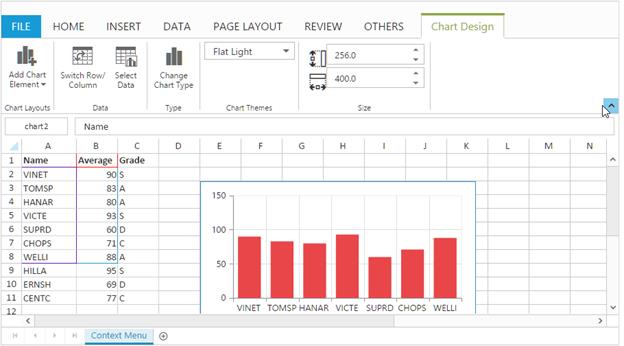 FILE HOME INSERT DATA PAGE LAYOUT REVIEW OTHERS Chart Design
Add Chart Element
Switch Row/ Column
Select Data
Change Chart Type
Flat Light
256.0
400.0
Chart Layouts Data Type Chart Themes Size
chart2 Name
A B C D E F G H I J K L M N
1 Name Average Grade
2 VINET 90 S
3 TOMSP 83 A
4 HANAR 80 A
5 VICTE 93 S
6 SUPRD 60 D
7 CHOPS 71 C
8 WELLI 88 A
9 HILLA 95 S
10 ERNSH 69 D
11 CENTC 77 C
12
150
100
50
0
VINET TOMSP HANAR VICTE SUPRD CHOPS WELLI
Context Menu